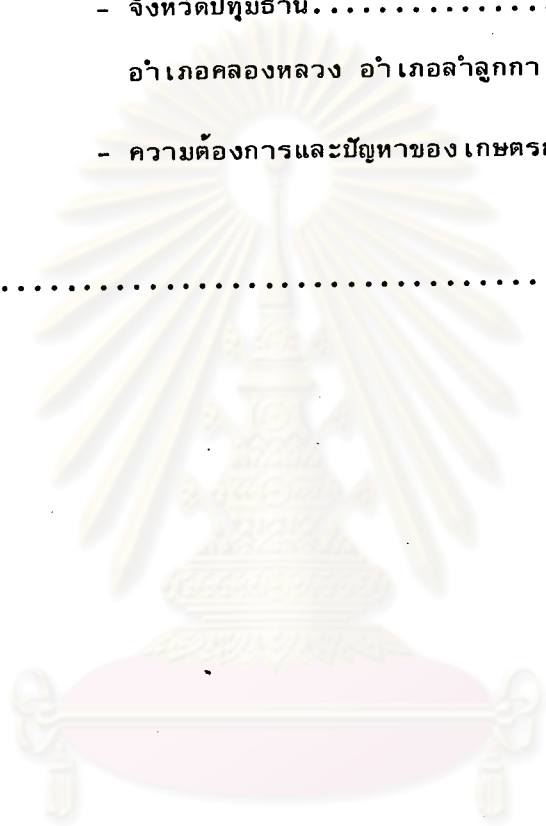 - จังหวัดปทุมธานี................
อำเภอคลองหลวง อำเภอลำลูกกา
- ความต้องการและปัญหาของเกษตรก
..................................